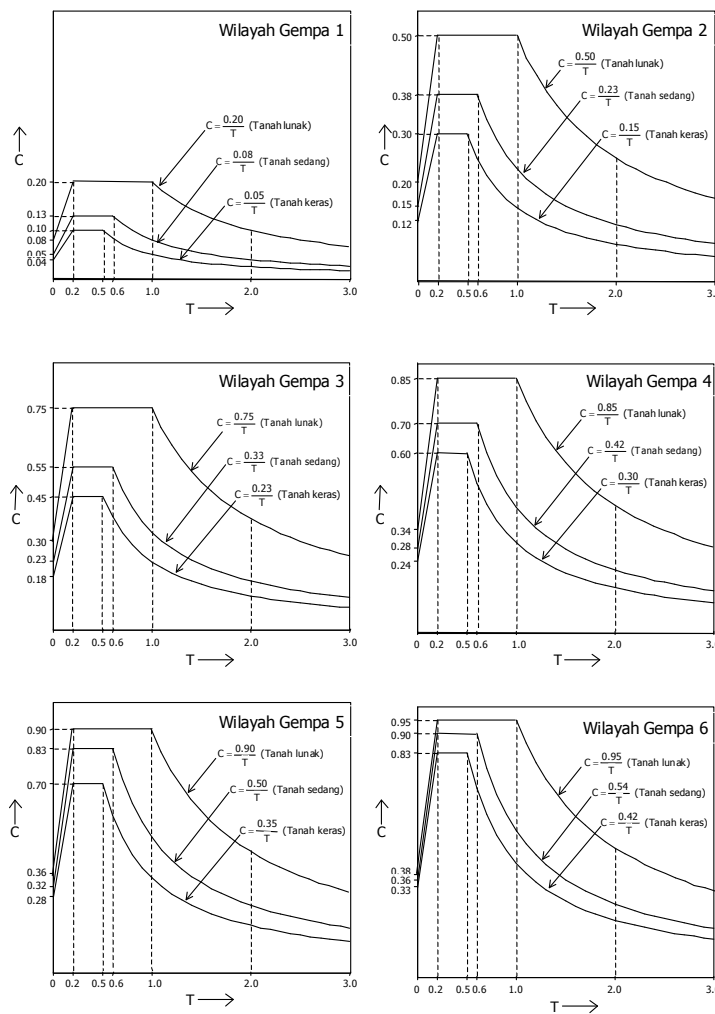 Wilayah Gempa 1
C
0.20
0.13
0.10
0.08
0.05
0.04
C = 0.20/T (Tanah lunak)
C = 0.08/T (Tanah sedang)
C = 0.05/T (Tanah keras)
0 0.2 0.5 0.6 1.0 2.0 3.0
T
Wilayah Gempa 2
C
0.50
0.38
0.30
0.20
0.15
0.12
C = 0.50/T (Tanah lunak)
C = 0.23/T (Tanah sedang)
C = 0.15/T (Tanah keras)
0 0.2 0.5 0.6 1.0 2.0 3.0
T
Wilayah Gempa 3
C
0.75
0.55
0.45
0.30
0.23
0.18
C = 0.75/T (Tanah lunak)
C = 0.33/T (Tanah sedang)
C = 0.23/T (Tanah keras)
0 0.2 0.5 0.6 1.0 2.0 3.0
T
Wilayah Gempa 4
C
0.85
0.70
0.60
0.34
0.28
0.24
C = 0.85/T (Tanah lunak)
C = 0.42/T (Tanah sedang)
C = 0.30/T (Tanah keras)
0 0.2 0.5 0.6 1.0 2.0 3.0
T
Wilayah Gempa 5
C
0.90
0.83
0.70
0.36
0.32
0.28
C = 0.90/T (Tanah lunak)
C = 0.50/T (Tanah sedang)
C = 0.35/T (Tanah keras)
0 0.2 0.5 0.6 1.0 2.0 3.0
T
Wilayah Gempa 6
C
0.95
0.90
0.83
0.38
0.36
0.33
C = 0.95/T (Tanah lunak)
C = 0.54/T (Tanah sedang)
C = 0.42/T (Tanah keras)
0 0.2 0.5 0.6 1.0 2.0 3.0
T